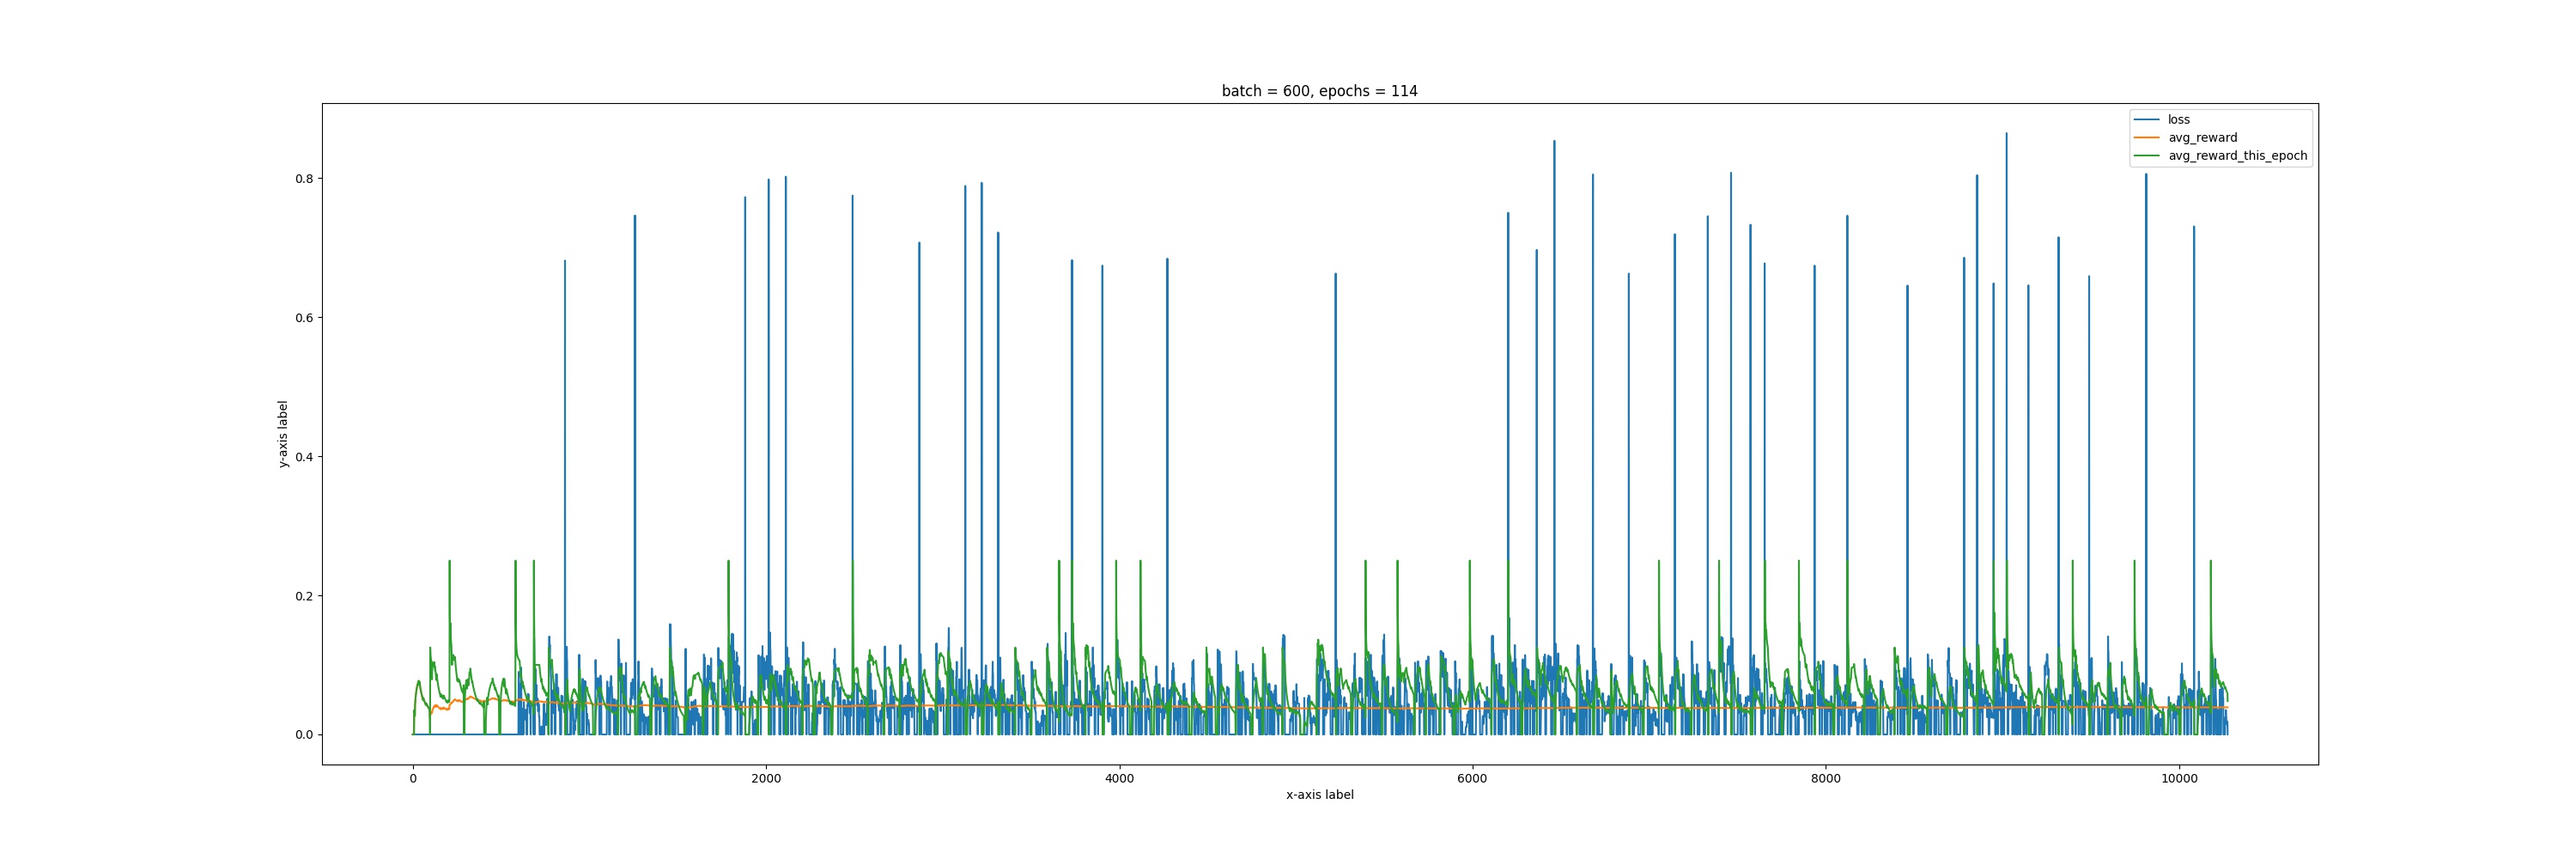 batch = 600, epochs = 114
loss
avg_reward
avg_reward_this_epoch
y-axis label
0.8
0.6
0.4
0.2
0.0
0 2000 4000 6000 8000 10000
x-axis label